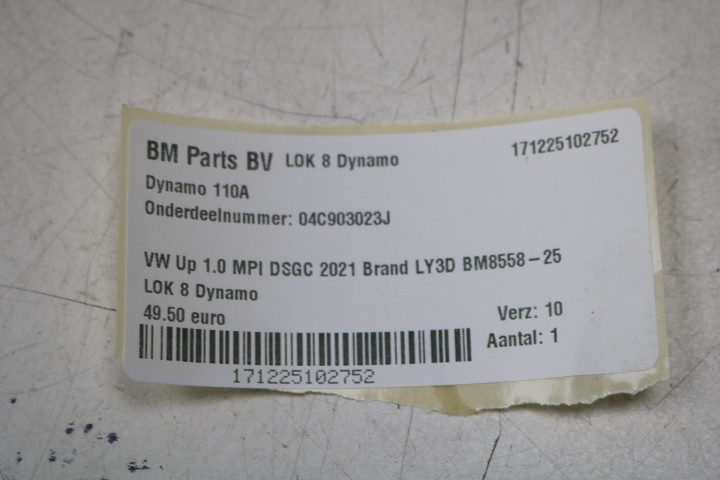 BM Parts BV LOK 8 Dynamo 171225102752
Dynamo 110A
Onderdeelnummer: 04C903023J
VW Up 1.0 MPI DSGC 2021 Brand LY3D BM8558-25
LOK 8 Dynamo
49.50 euro Verz: 10
Aantal: 1
171225102752